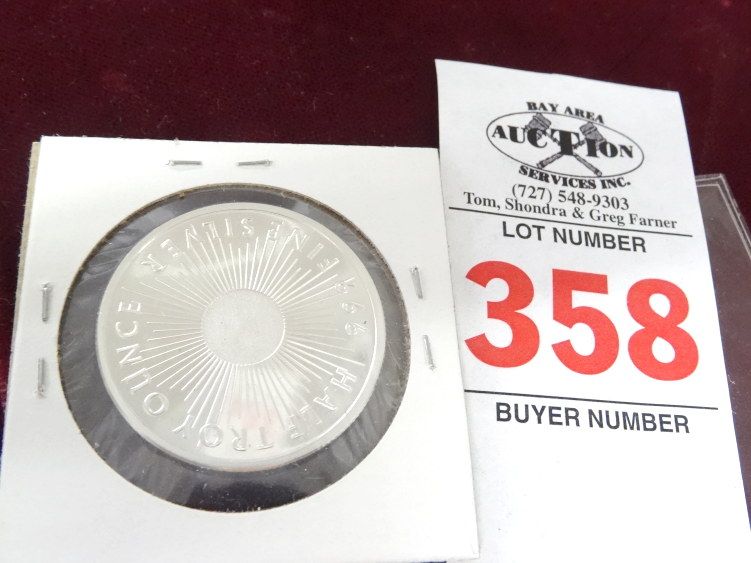 BAY AREA
AUCTION
SERVICES INC.
(727) 548-9303
Tom, Shondra & Greg Farner
LOT NUMBER
358
BUYER NUMBER
.999 FINE SILVER
HALF TROY OUNCE